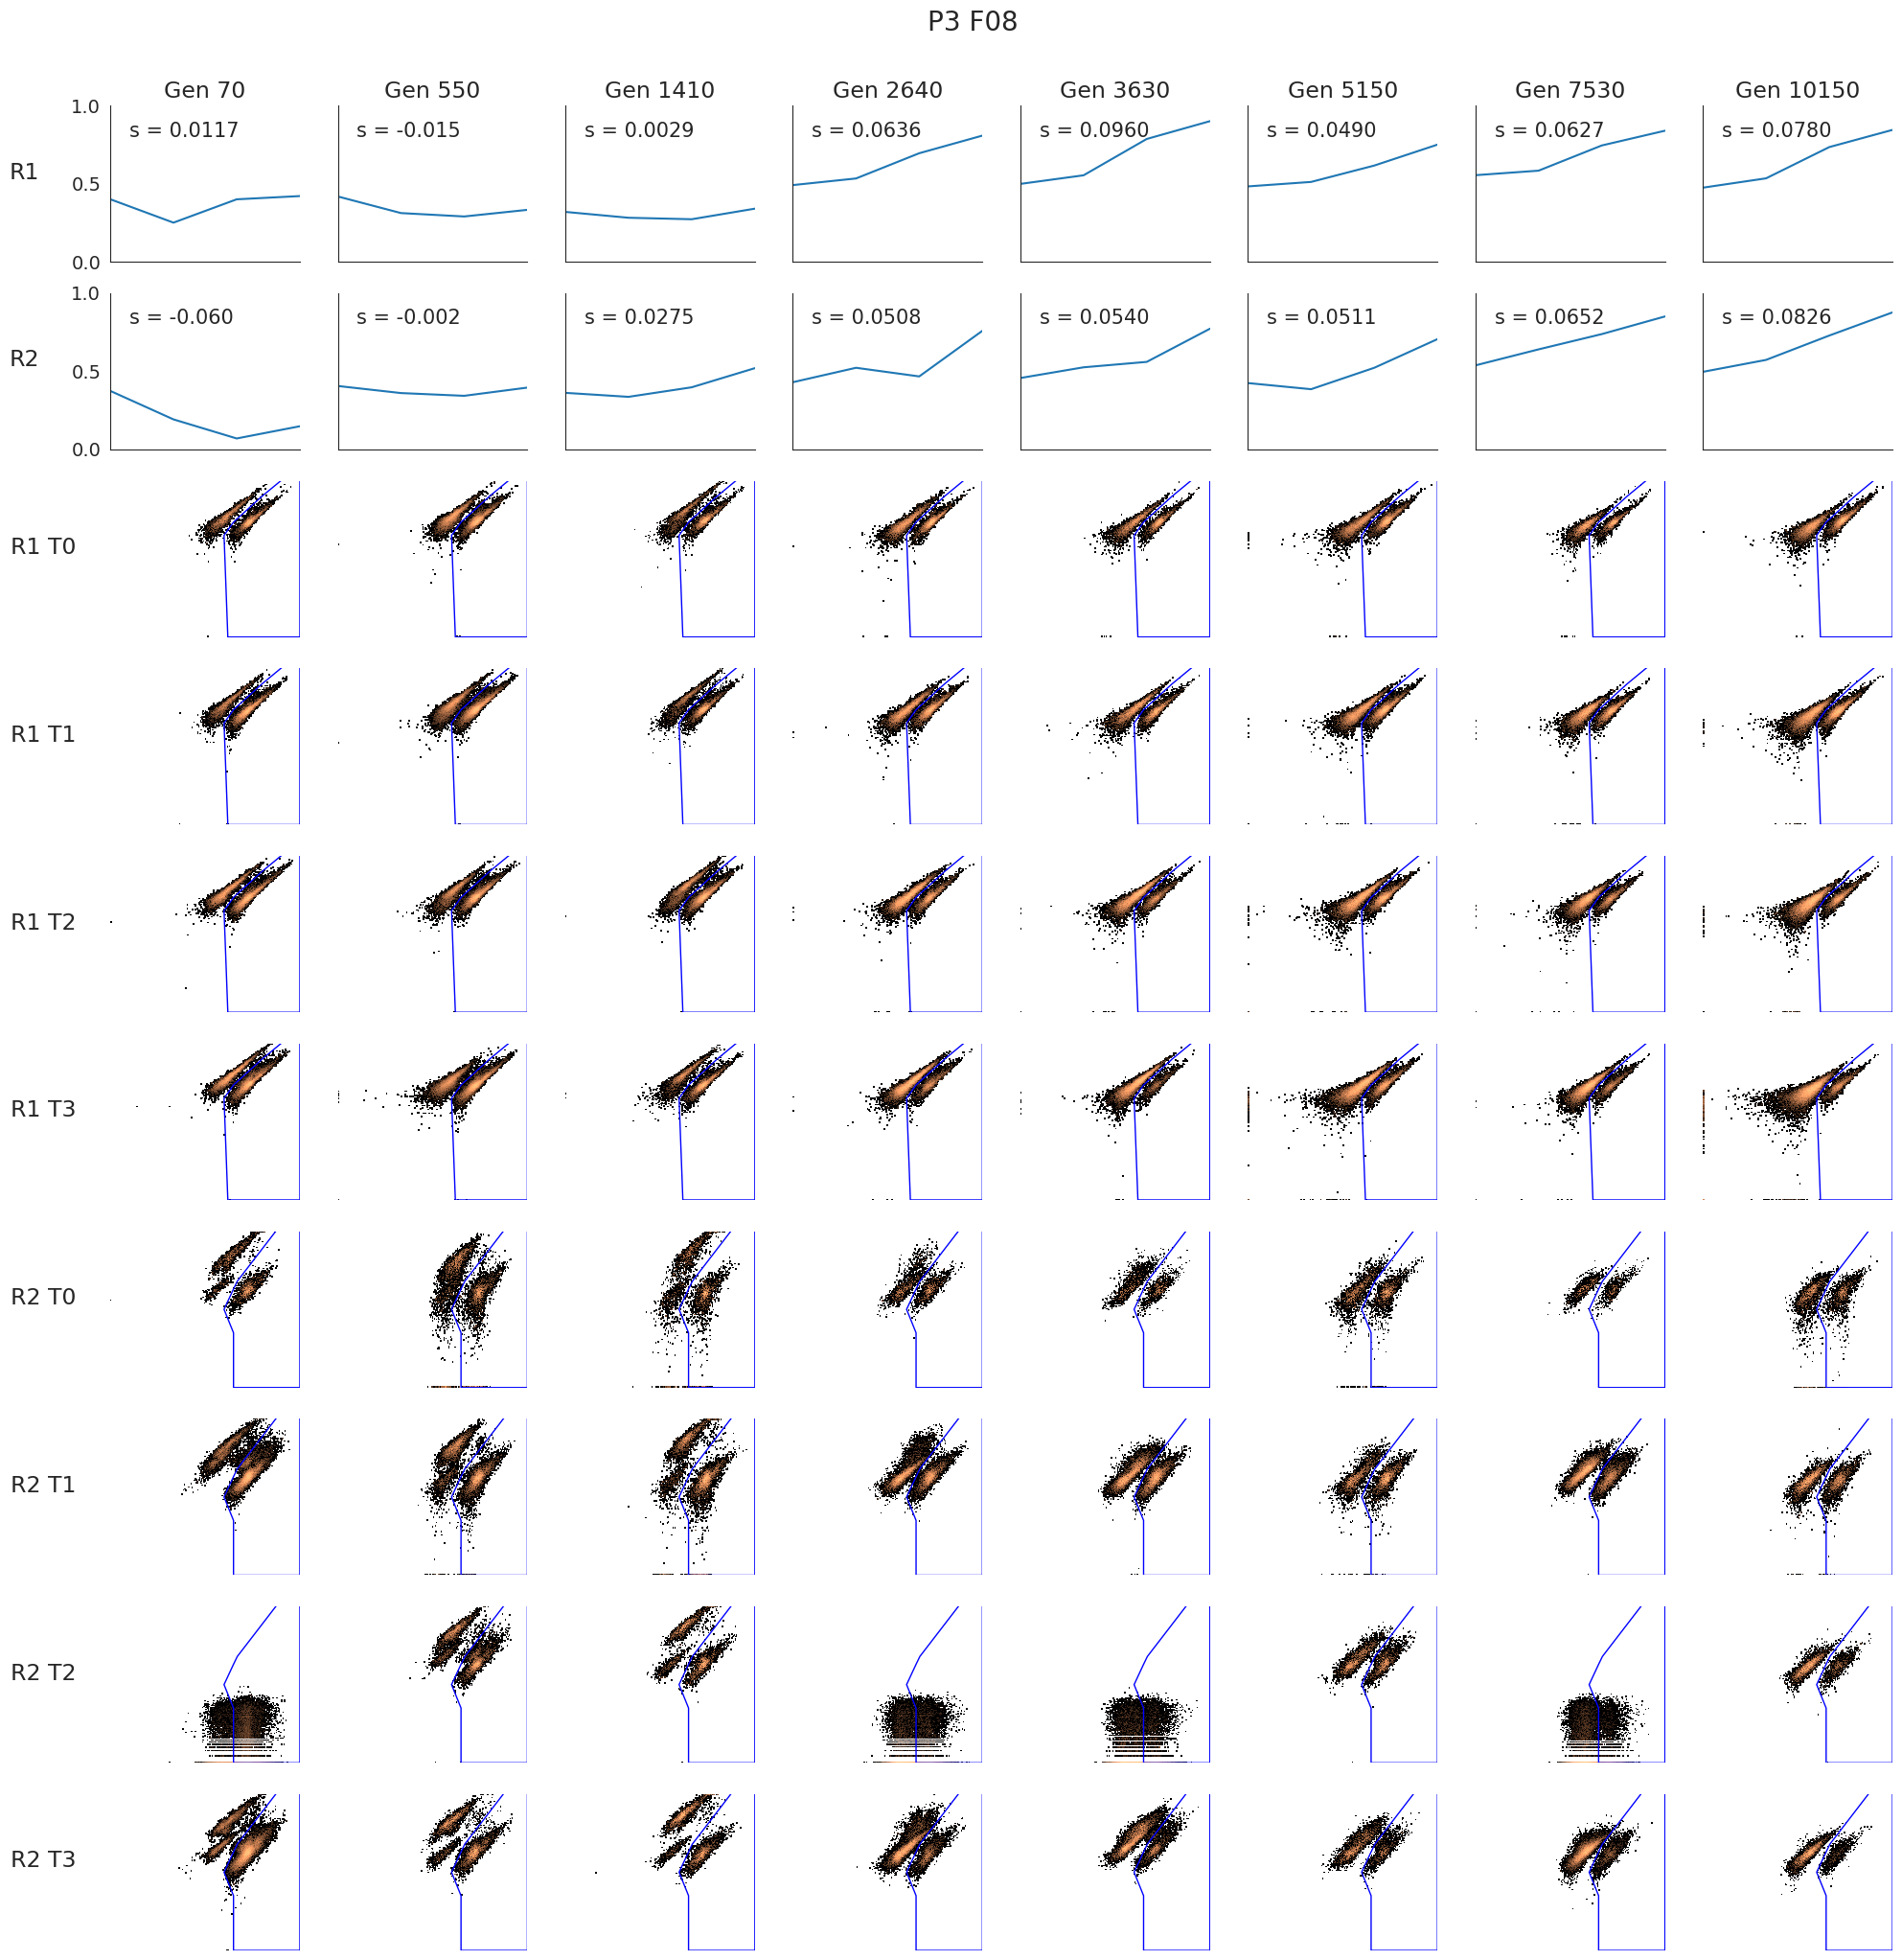 P3 F08
Gen 70 Gen 550 Gen 1410 Gen 2640 Gen 3630 Gen 5150 Gen 7530 Gen 10150
1.0
s = 0.0117 s = -0.015 s = 0.0029 s = 0.0636 s = 0.0960 s = 0.0490 s = 0.0627 s = 0.0780
R1
0.5
0.0
1.0
s = -0.060 s = -0.002 s = 0.0275 s = 0.0508 s = 0.0540 s = 0.0511 s = 0.0652 s = 0.0826
R2
0.5
0.0
R1 T0
R1 T1
R1 T2
R1 T3
R2 T0
R2 T1
R2 T2
R2 T3